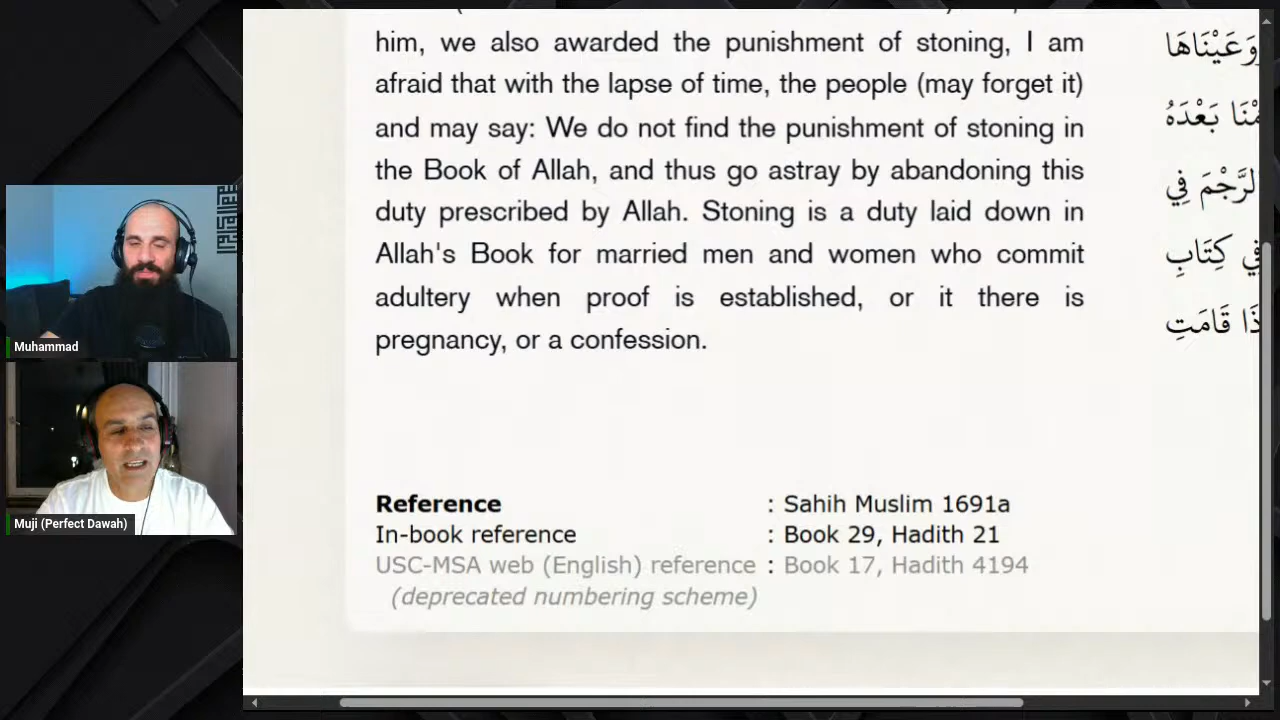 him, we also awarded the punishment of stoning, I am
afraid that with the lapse of time, the people (may forget it)
and may say: We do not find the punishment of stoning in
the Book of Allah, and thus go astray by abandoning this
duty prescribed by Allah. Stoning is a duty laid down in
Allah's Book for married men and women who commit
adultery when proof is established, or it there is
pregnancy, or a confession.
وَعَيْنَاهَا
بَعْدَهُ
الرَّجْمَ فِي
فِي كِتَابِ
قَامَتِ
Reference : Sahih Muslim 1691a
In-book reference : Book 29, Hadith 21
USC-MSA web (English) reference : Book 17, Hadith 4194
(deprecated numbering scheme)
Muhammad
Muji (Perfect Dawah)